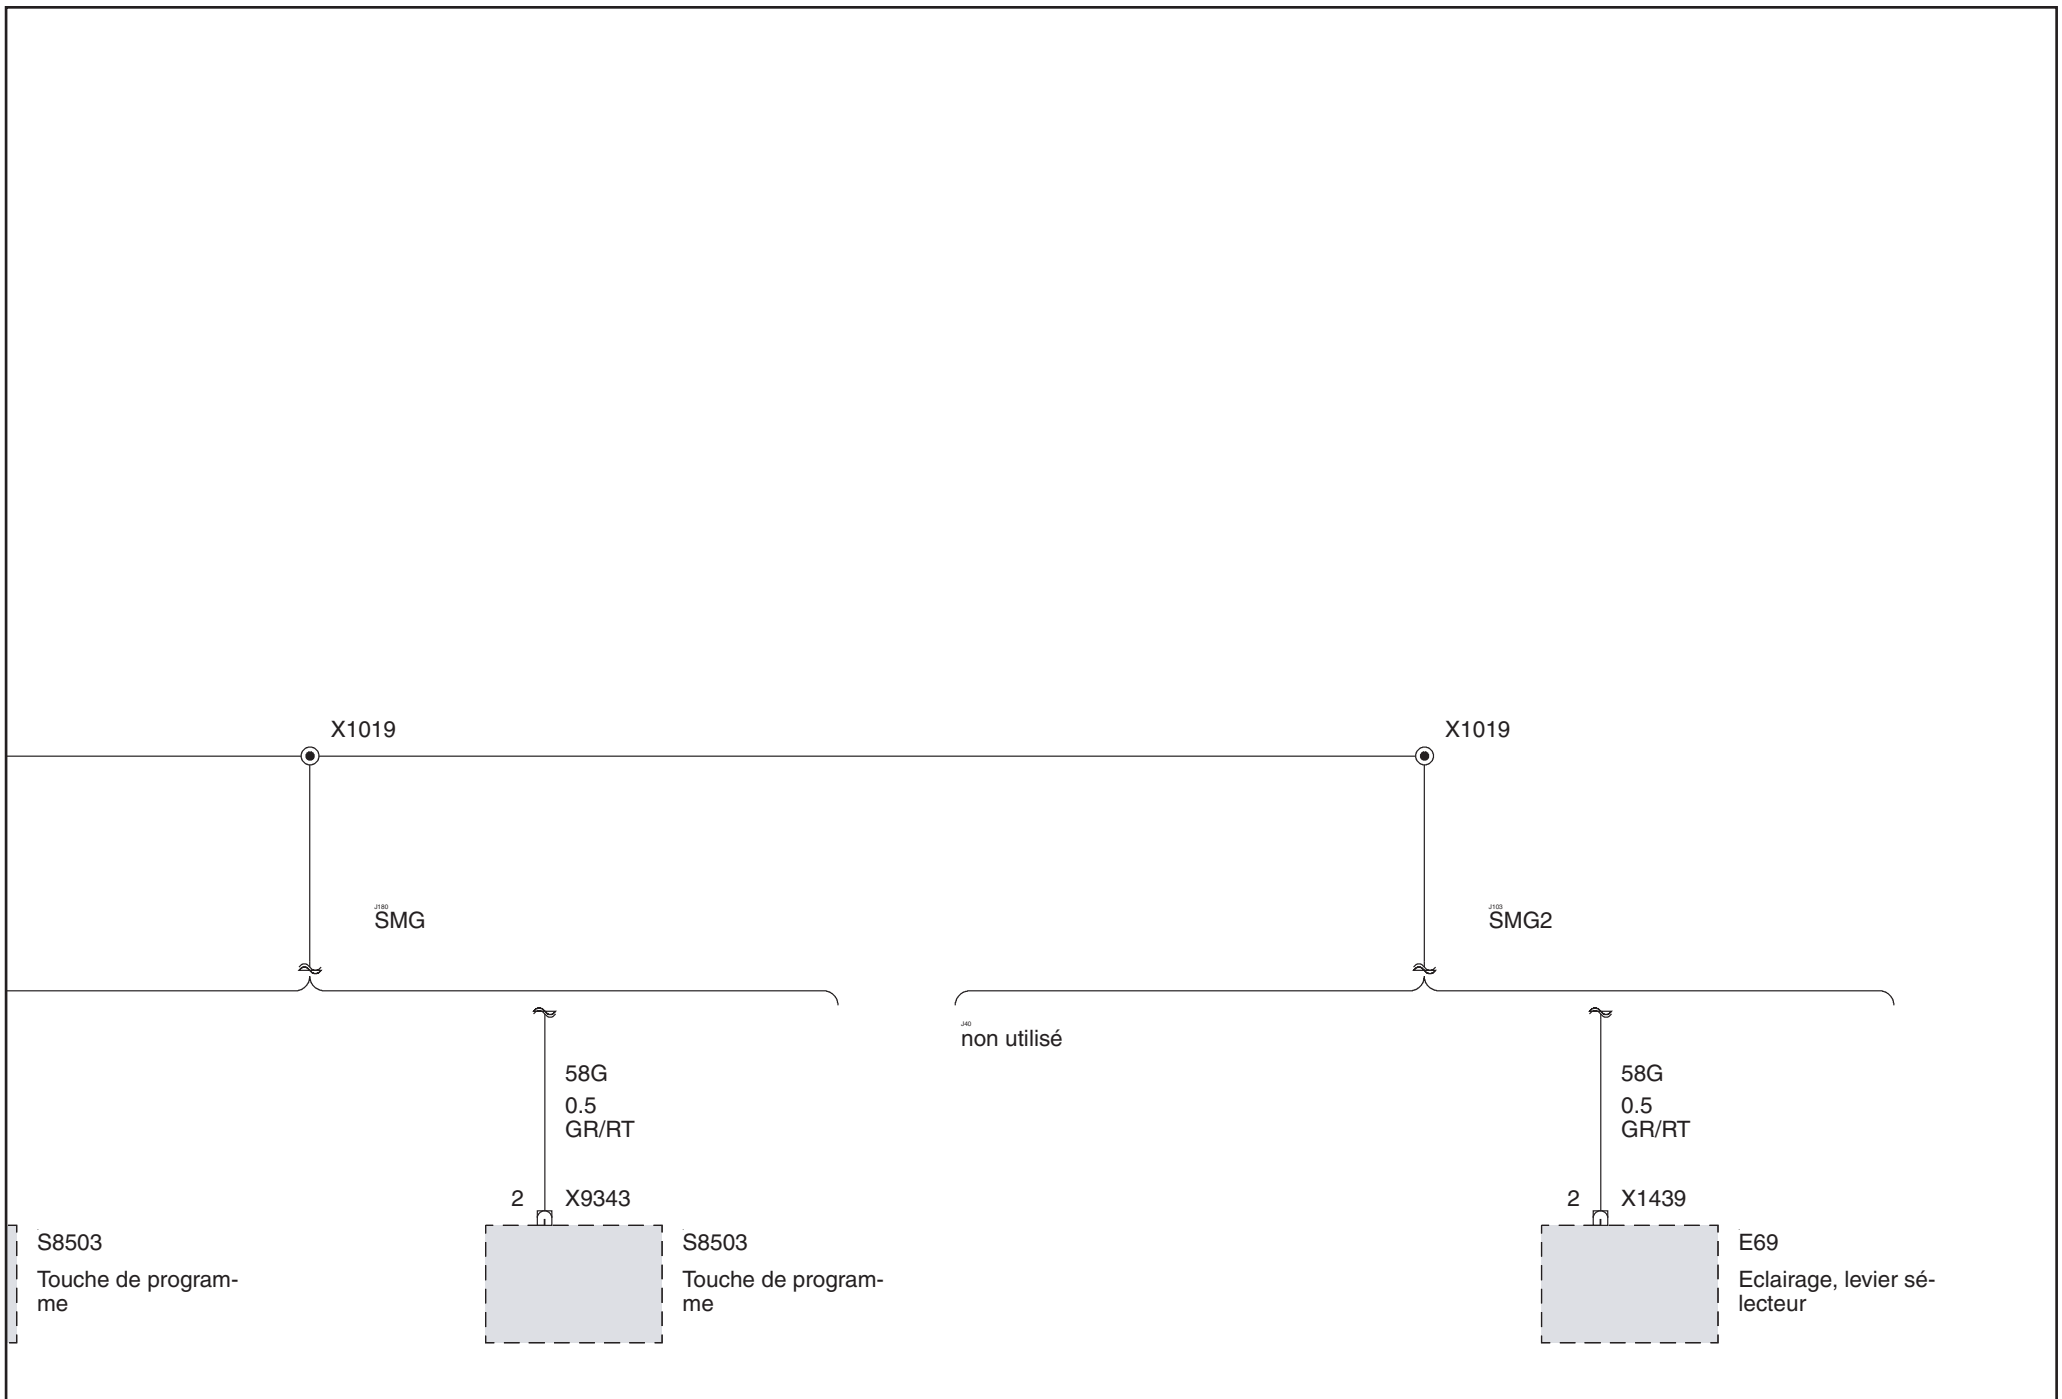 X1019
X1019
J180
SMG
J103
SMG2
J40
non utilisé
58G
0.5
GR/RT
58G
0.5
GR/RT
2
X9343
2
X1439
S8503
Touche de program-
me
S8503
Touche de program-
me
E69
Eclairage, levier sé-
lecteur